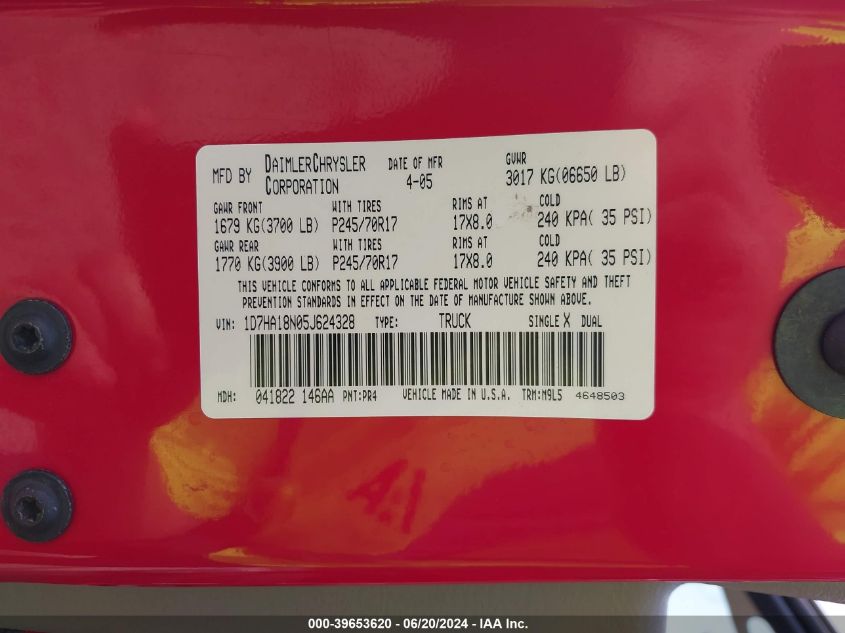 MFD BY DAIMLERCHRYSLER CORPORATION DATE OF MFR 4-05 GVWR 3017 KG(06650 LB)
GAWR FRONT WITH TIRES RIMS AT COLD
1679 KG(3700 LB) P245/70R17 17X8.0 240 KPA( 35 PSI)
GAWR REAR WITH TIRES RIMS AT COLD
1770 KG(3900 LB) P245/70R17 17X8.0 240 KPA( 35 PSI)
THIS VEHICLE CONFORMS TO ALL APPLICABLE FEDERAL MOTOR VEHICLE SAFETY AND THEFT
PREVENTION STANDARDS IN EFFECT ON THE DATE OF MANUFACTURE SHOWN ABOVE.
VIN: 1D7HA18N05J624328 TYPE: TRUCK SINGLE X DUAL
MDH: 041822 146AA PNT:PR4 VEHICLE MADE IN U.S.A. TRM:M9L5 4648503
000-39653620 - 06/20/2024 - IAA Inc.